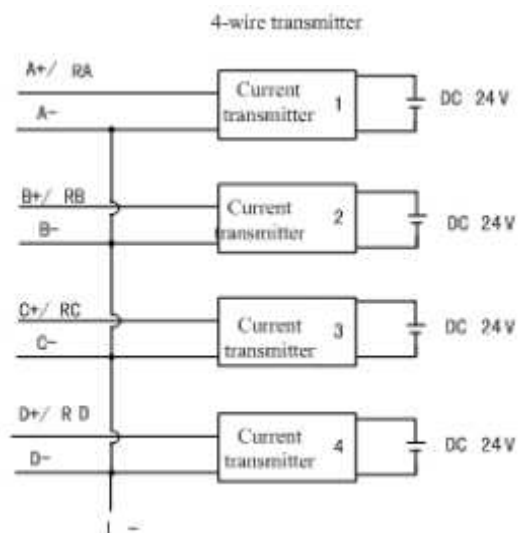 4-wire transmitter
A+/ RA
Current
transmitter 1
DC 24V
A-
B+/ RB
Current
transmitter 2
DC 24V
B-
C+/ RC
Current
transmitter 3
DC 24V
C-
D+/ R D
Current
transmitter 4
DC 24V
D-